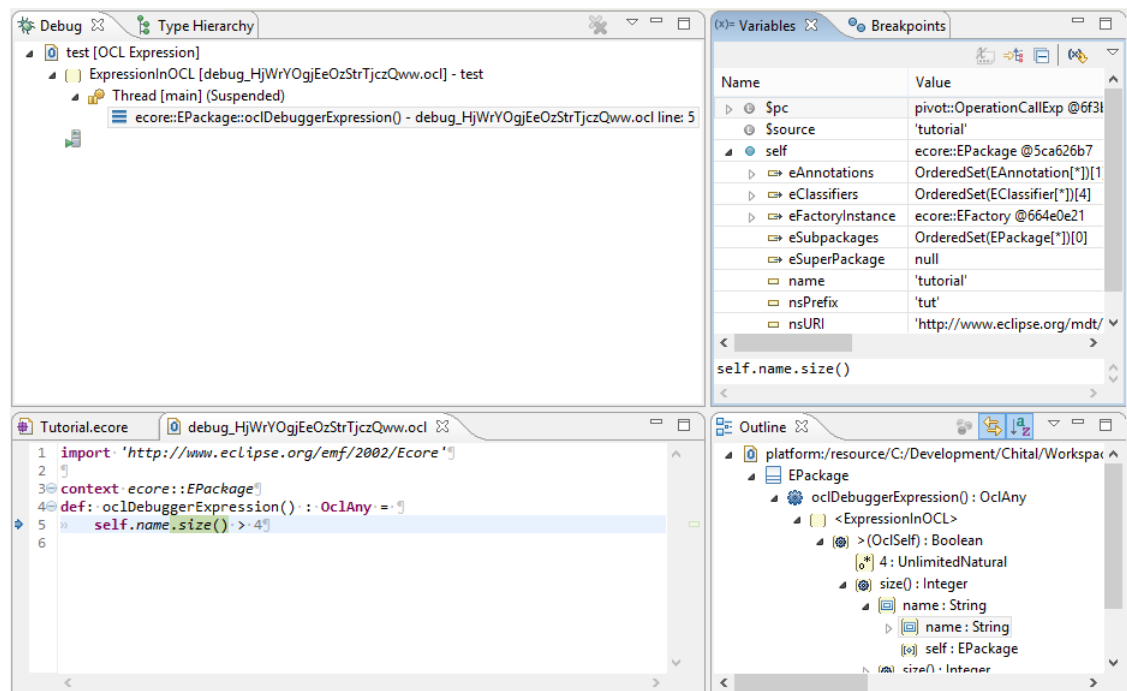 Debug
Type Hierarchy
test [OCL Expression]
ExpressionInOCL [debug_HjWrYOgjEeOzStrTjczQww.ocl] - test
Thread [main] (Suspended)
ecore::EPackage::oclDebuggerExpression() - debug_HjWrYOgjEeOzStrTjczQww.ocl line: 5
(x)= Variables
Breakpoints
Name Value
$pc pivot::OperationCallExp @6f3b
$source 'tutorial'
self ecore::EPackage @5ca626b7
eAnnotations OrderedSet(EAnnotation[*])[1]
eClassifiers OrderedSet(EClassifier[*])[4]
eFactoryInstance ecore::EFactory @664e0e21
eSubpackages OrderedSet(EPackage[*])[0]
eSuperPackage null
name 'tutorial'
nsPrefix 'tut'
nsURI 'http://www.eclipse.org/mdt/
self.name.size()
Tutorial.ecore
debug_HjWrYOgjEeOzStrTjczQww.ocl
1 import·'http://www.eclipse.org/emf/2002/Ecore'¶
2 ¶
3 context·ecore::EPackage¶
4 def:·oclDebuggerExpression()·:·OclAny·=·¶
5 » self.name.size()·>·4¶
6
Outline
platform:/resource/C:/Development/Chital/Workspac
EPackage
oclDebuggerExpression() : OclAny
<ExpressionInOCL>
>(OclSelf) : Boolean
4 : UnlimitedNatural
size() : Integer
name : String
name : String
self : EPackage
size() : Integer